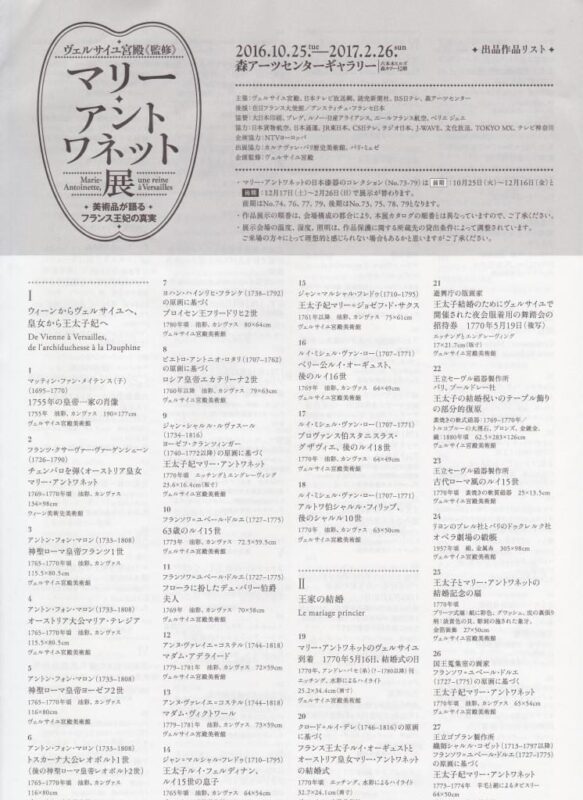 ヴェルサイユ宮殿《監修》
マリー・
アント
ワネット
展
Marie-Antoinette, une reine à Versailles
美術品が語る
フランス王妃の真実
2016.10.25.tue—2017.2.26.sun
森アーツセンターギャラリー 六本木ヒルズ 森タワー52階
出品作品リスト
主催：ヴェルサイユ宮殿、日本テレビ放送網、読売新聞社、BS日テレ、森アーツセンター
後援：在日フランス大使館／アンスティチュ・フランセ日本
協賛：大日本印刷、ブレゲ、ルノー・日産アライアンス、エールフランス航空、ペリエ ジュエ
協力：日本貨物航空、日本通運、JR東日本、CS日テレ、ラジオ日本、J-WAVE、文化放送、TOKYO MX、テレビ神奈川
企画協力：NTVヨーロッパ
出展協力：カルナヴァレ・パリ歴史美術館、パリ・ミュゼ
企画監修：ヴェルサイユ宮殿
・マリー・アントワネットの日本漆器のコレクション（No.73-79）は 前期：10月25日（火）〜12月16日（金）と
後期：12月17日（土）〜2月26日（日）で展示が替わります。
前期はNo.74、76、77、79、後期はNo.73、75、78、79となります。
・作品展示の順番は、会場構成の都合により、本展カタログの順番とは異なっていますので、ご了承ください。
・展示会場の温度、湿度、照明は、作品保護に関する所蔵先の貸出条件によって調整されています。
ご来場の方々にとって理想的と感じられない場合もあるかと思いますがご了承ください。
I
ウィーンからヴェルサイユへ、
皇女から王太子妃へ
De Vienne à Versailles,
de l'archiduchesse à la Dauphine
1
マッティン・ファン・メイテンス（子）
（1695–1770）
1755年の皇帝一家の肖像
1755年 油彩、カンヴァス 190×177cm
ヴェルサイユ宮殿美術館
2
フランツ・クサーヴァー・ヴァーゲンシェーン
（1726–1790）
チェンバロを弾くオーストリア皇女
マリー・アントワネット
1769–1770年頃 油彩、カンヴァス
134×98cm
ウィーン美術史美術館
3
アントン・フォン・マロン（1733–1808）
神聖ローマ皇帝フランツ1世
1765–1770年頃 油彩、カンヴァス
115.5×80.5cm
ヴェルサイユ宮殿美術館
4
アントン・フォン・マロン（1733–1808）
オーストリア大公マリア・テレジア
1765–1770年頃 油彩、カンヴァス
115.5×80.5cm
ヴェルサイユ宮殿美術館
5
アントン・フォン・マロン（1733–1808）
神聖ローマ皇帝ヨーゼフ2世
1765–1770年頃 油彩、カンヴァス
116×80cm
ヴェルサイユ宮殿美術館
6
アントン・フォン・マロン（1733–1808）
トスカーナ大公レオポルト1世
（後の神聖ローマ皇帝レオポルト2世）
1765–1770年頃 油彩、カンヴァス
116×80cm
ヴェルサイユ宮殿美術館
7
ヨハン・ハインリヒ・フランケ（1738–1792）
の原画に基づく
プロイセン王フリードリヒ2世
1780年頃 油彩、カンヴァス 80×64cm
ヴェルサイユ宮殿美術館
8
ピエトロ・アントニオ・ロタリ（1707–1762）
の原画に基づく
ロシア皇帝エカテリーナ2世
1760年以降 油彩、カンヴァス 79×63cm
ヴェルサイユ宮殿美術館
9
ジャン・シャルル・ルヴァスール
（1734–1816）
ヨーゼフ・クランツィンガー
（1740–1772以降）の原画に基づく
王太子妃マリー・アントワネット
1770年頃 エッチングとエングレーヴィング
23.6×16.4cm（版寸）
ヴェルサイユ宮殿美術館
10
フランソワ=ユベール・ドルエ（1727–1775）
63歳のルイ15世
1773年 油彩、カンヴァス 72.5×59.5cm
ヴェルサイユ宮殿美術館
11
フランソワ=ユベール・ドルエ（1727–1775）
フローラに扮したデュ・バリー伯爵
夫人
1769年 油彩、カンヴァス 70×58cm
ヴェルサイユ宮殿美術館
12
アンヌ・ヴァレイエ=コステル（1744–1818）
マダム・アデライード
1779–1781年 油彩、カンヴァス 72×59cm
ヴェルサイユ宮殿美術館
13
アンヌ・ヴァレイエ=コステル（1744–1818）
マダム・ヴィクトワール
1779–1781年 油彩、カンヴァス 73×59cm
ヴェルサイユ宮殿美術館
14
ジャン=マルシャル・フレドゥ（1710–1795）
王太子ルイ・フェルディナン、
ルイ15世の息子
1765年頃 油彩、カンヴァス 64×54cm
ヴェルサイユ宮殿美術館
15
ジャン=マルシャル・フレドゥ（1710–1795）
王太子妃マリー=ジョゼフ・ド・サクス
1761年以降 油彩、カンヴァス 75×61cm
ヴェルサイユ宮殿美術館
16
ルイ・ミシェル・ヴァン・ロー（1707–1771）
ベリー公ルイ・オーギュスト、
後のルイ16世
1769年 油彩、カンヴァス 64×49cm
ヴェルサイユ宮殿美術館
17
ルイ・ミシェル・ヴァン・ロー（1707–1771）
プロヴァンス伯スタニスラス・
グザヴィエ、後のルイ18世
1770年 油彩、カンヴァス 64×49cm
ヴェルサイユ宮殿美術館
18
ルイ・ミシェル・ヴァン・ロー（1707–1771）
アルトワ伯シャルル・フィリップ、
後のシャルル10世
1770年 油彩、カンヴァス 63×50cm
ヴェルサイユ宮殿美術館
II
王家の結婚
Le mariage princier
19
マリー・アントワネットのヴェルサイユ
到着 1770年5月16日、結婚式の日
エッチング、水彩によるハイライト
25.2×34.4cm（画寸）
ヴェルサイユ宮殿美術館
20
クロード=ルイ・デレ（1746–1816）の原画
に基づく
フランス王太子ルイ・オーギュストと
オーストリア皇女マリー・アントワネット
の結婚式
1770年頃 エッチング、水彩によるハイライト
32.7×24.1cm（画寸）
ヴェルサイユ宮殿美術館
21
遊興庁の版画家
王太子結婚のためにヴェルサイユで
開催された夜会服着用の舞踏会の
招待券 1770年5月19日（複写）
エッチングとエングレーヴィング
17×21.7cm（版寸）
ヴェルサイユ宮殿美術館
22
王立セーヴル磁器製作所
バリ、ブードレー社
王太子の結婚祝いのテーブル飾り
の部分的復原
素焼きの軟式磁器：1769–1770年／
トルコブルーの大理石、ブロンズ、金鍍金、
鏡：1880年頃 62.5×283×126cm
ヴェルサイユ宮殿美術館
23
王立セーヴル磁器製作所
古代ローマ風のルイ15世
1770年頃 素焼きの軟質磁器 25×13.5cm
ヴェルサイユ宮殿美術館
24
リヨンのプレル社とパリのドゥクレルク社
オペラ劇場の緞帳
1957年頃 絹、金属糸 305×98cm
ヴェルサイユ宮殿美術館
25
王太子とマリー・アントワネットの
結婚記念の扇
1770年頃
金箔装飾 27×50cm
ヴェルサイユ宮殿美術館
26
国王蒐集室の画家
フランソワ=ユベール・ドルエ
（1727–1775）の原画に基づく
王太子妃マリー・アントワネット
1770年頃 油彩、カンヴァス 65×54cm
ヴェルサイユ宮殿美術館
27
王立ゴブラン製作所
織師シャルル・コゼット（1713–1797以降）
フランソワ=ユベール・ドルエ
（1727–1775）の原画に基づく
王太子妃マリー・アントワネット
1773–1774年 羊毛と絹によるタピスリー
64×50cm
ヴェルサイユ宮殿美術館